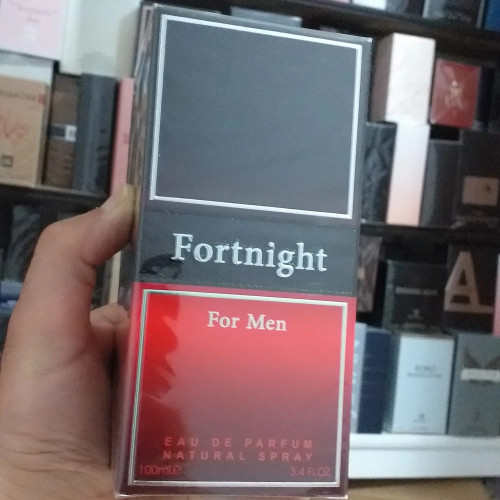 Fortnight
For Men
EAU DE PARFUM
NATURAL SPRAY
100ml e 3.4 FL.OZ